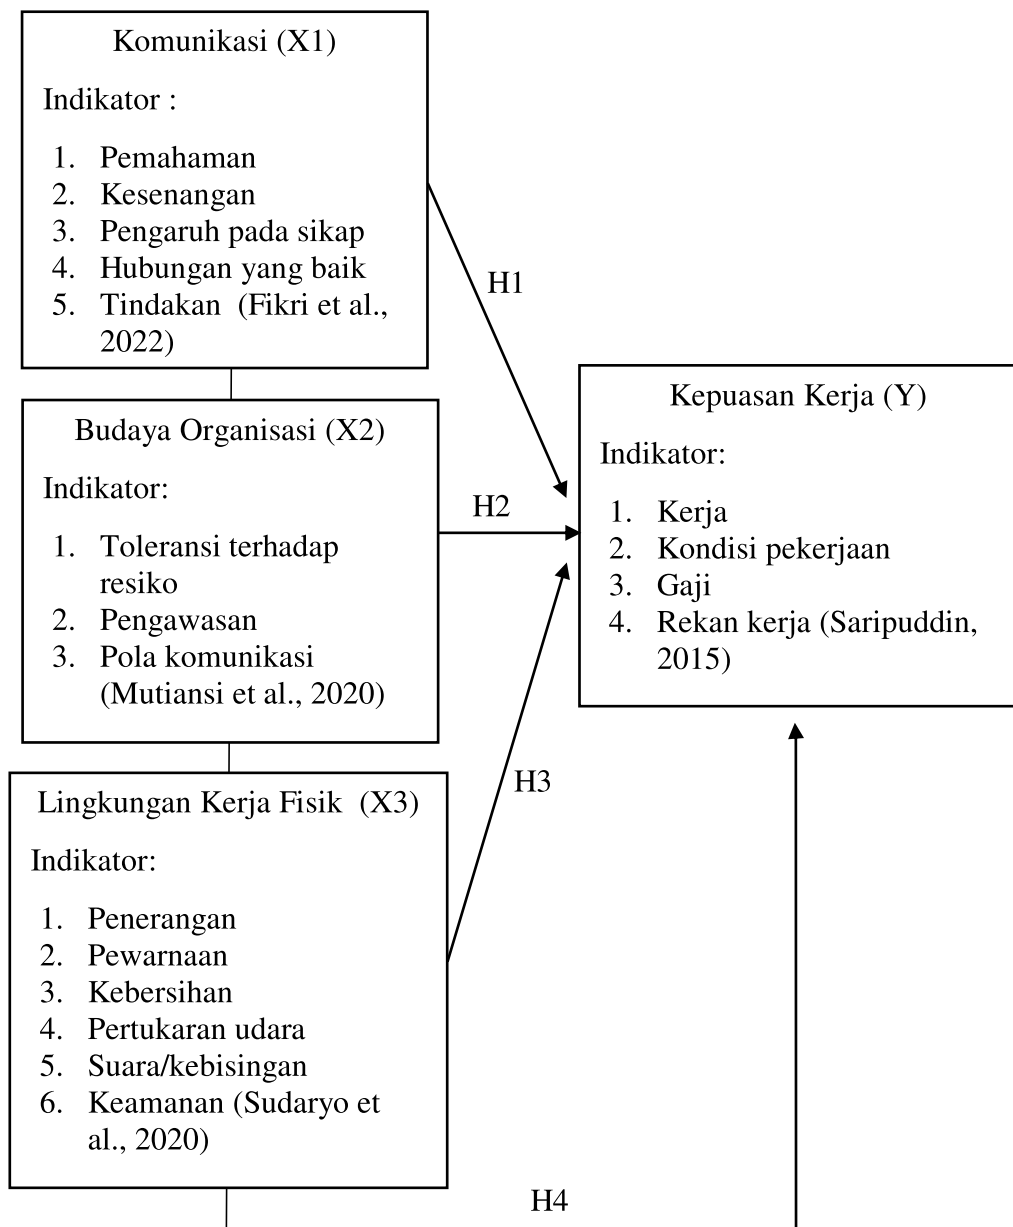 Komunikasi (X1)
Indikator :
1. Pemahaman
2. Kesenangan
3. Pengaruh pada sikap
4. Hubungan yang baik
5. Tindakan (Fikri et al.,
2022)
H1
Budaya Organisasi (X2)
Indikator:
1. Toleransi terhadap
resiko
2. Pengawasan
3. Pola komunikasi
(Mutiansi et al., 2020)
H2
Kepuasan Kerja (Y)
Indikator:
1. Kerja
2. Kondisi pekerjaan
3. Gaji
4. Rekan kerja (Saripuddin,
2015)
H3
Lingkungan Kerja Fisik (X3)
Indikator:
1. Penerangan
2. Pewarnaan
3. Kebersihan
4. Pertukaran udara
5. Suara/kebisingan
6. Keamanan (Sudaryo et
al., 2020)
H4